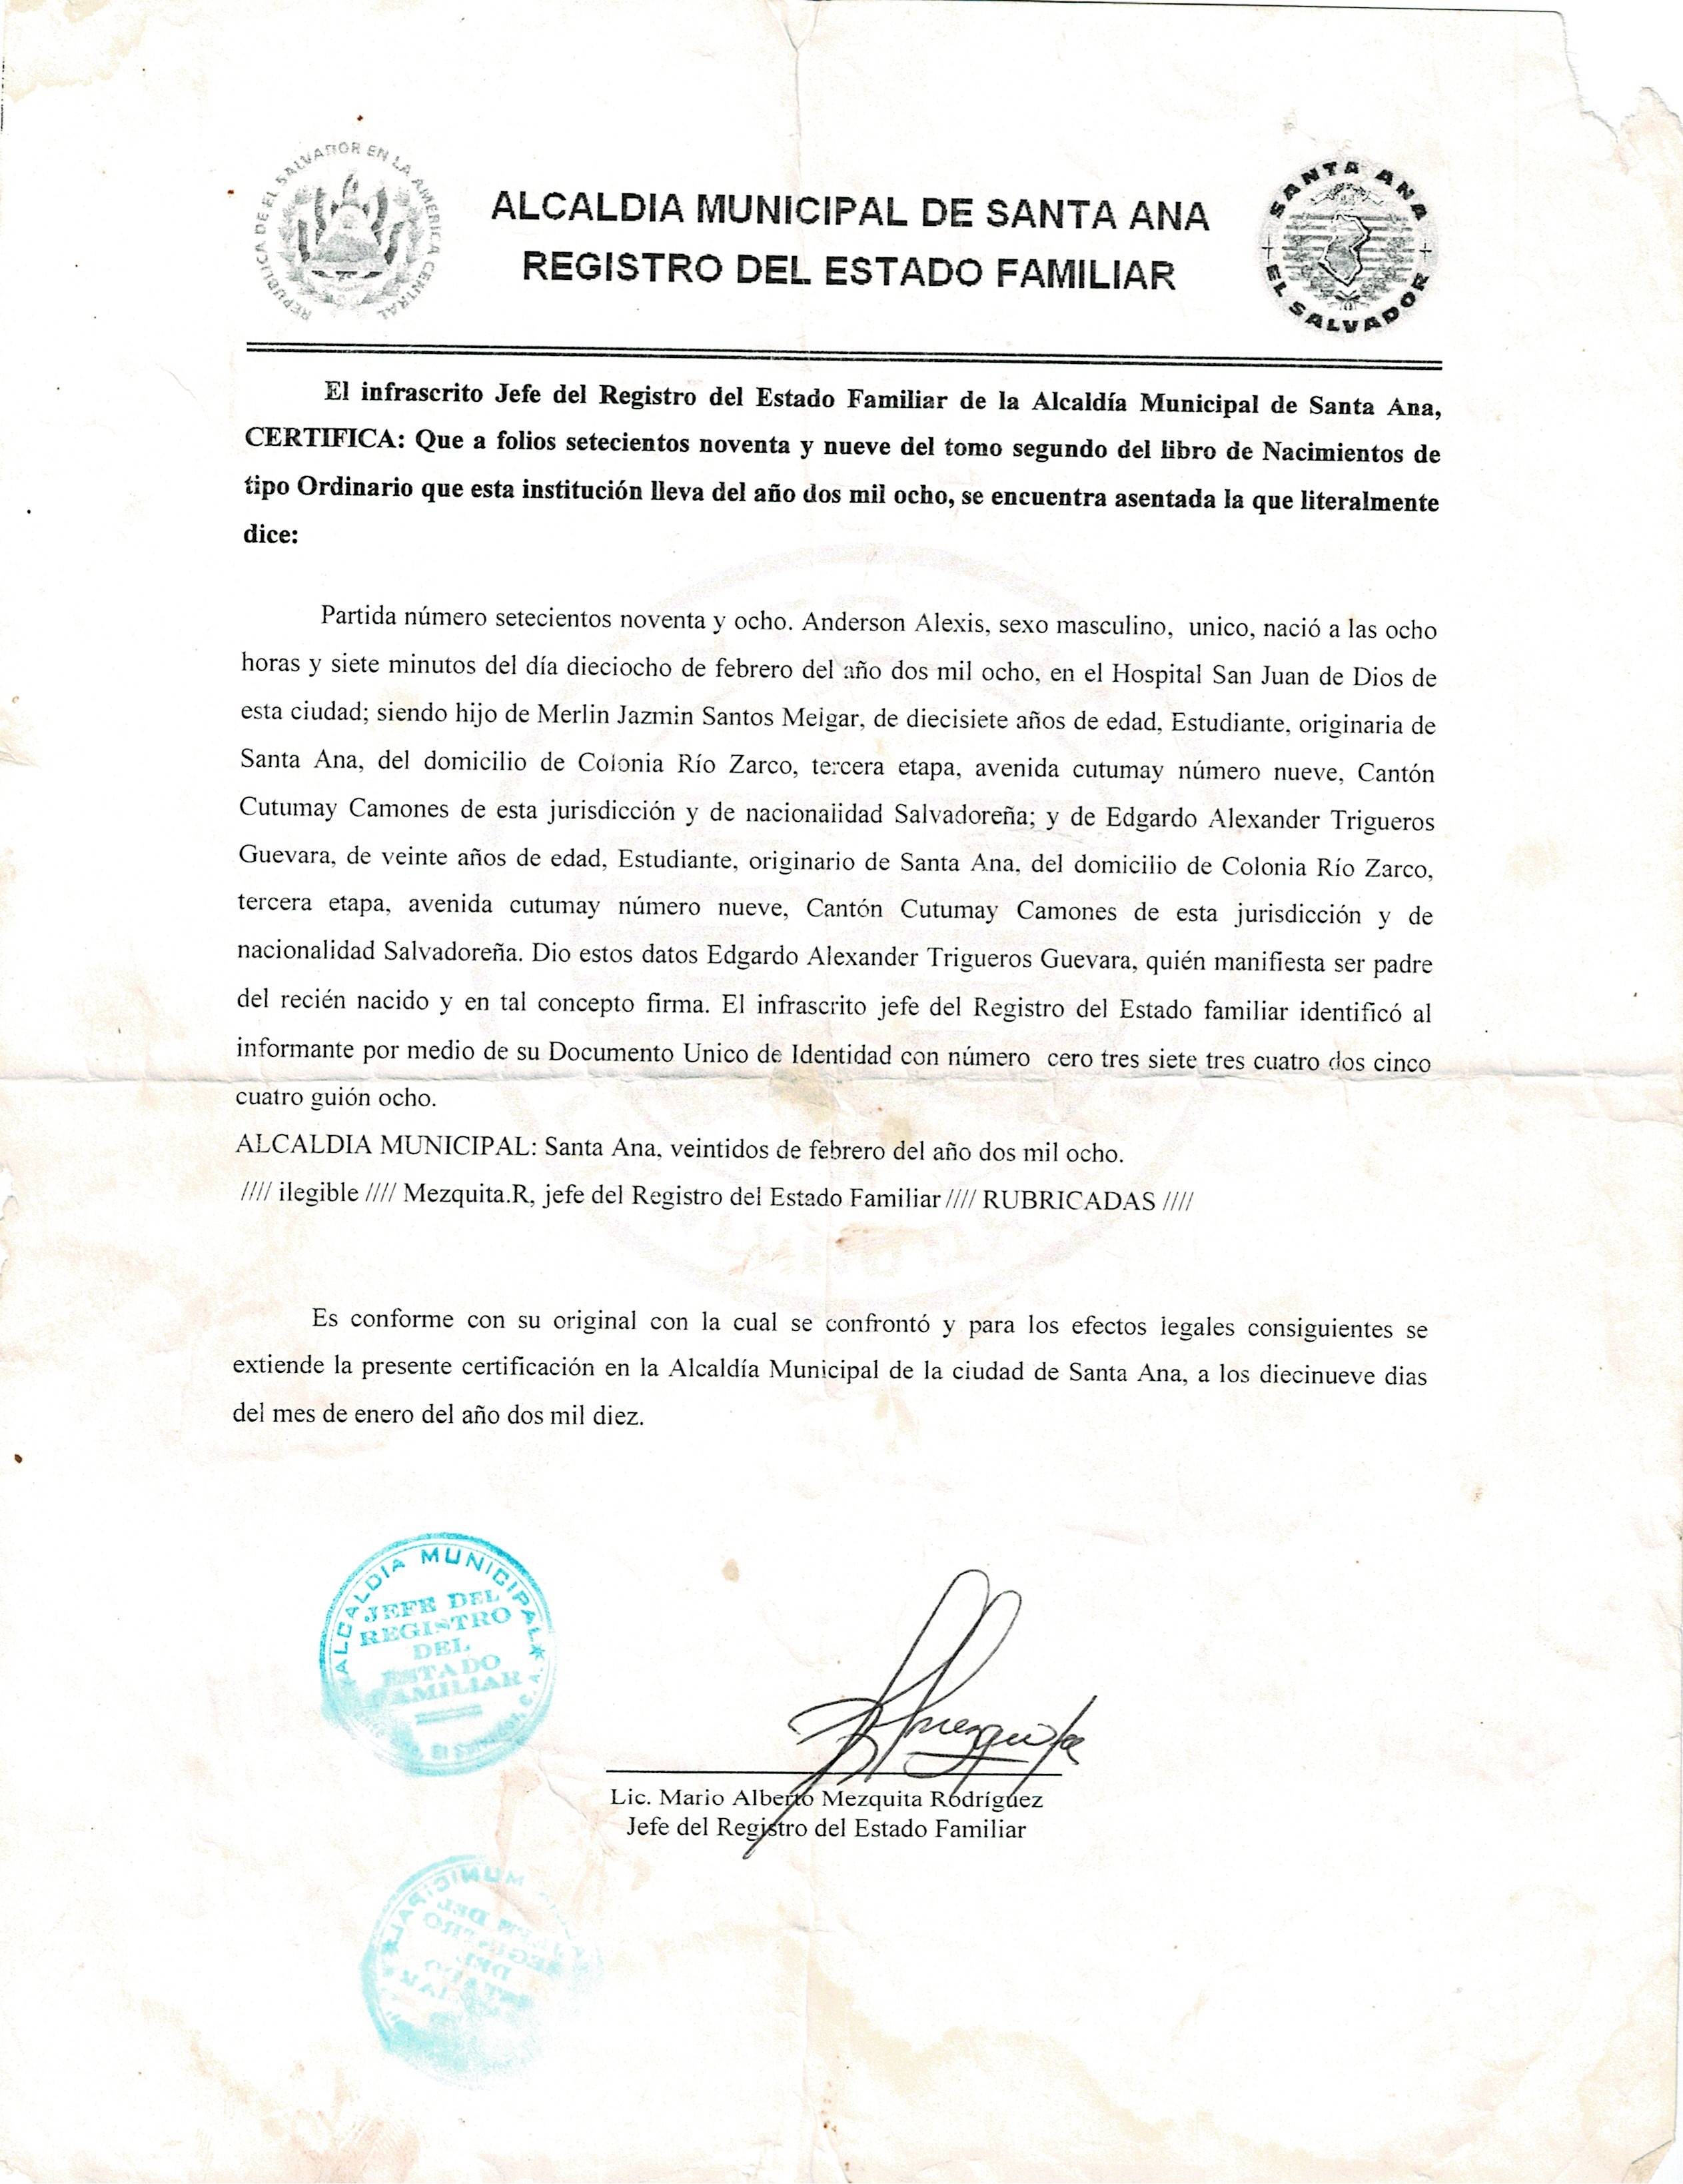 REPUBLICA DE EL SALVADOR EN LA AMERICA CENTRAL
ALCALDIA MUNICIPAL DE SANTA ANA
REGISTRO DEL ESTADO FAMILIAR
SANTA ANA
EL SALVADOR
El infrascrito Jefe del Registro del Estado Familiar de la Alcaldía Municipal de Santa Ana,
CERTIFICA: Que a folios setecientos noventa y nueve del tomo segundo del libro de Nacimientos de
tipo Ordinario que esta institución lleva del año dos mil ocho, se encuentra asentada la que literalmente
dice:
Partida número setecientos noventa y ocho. Anderson Alexis, sexo masculino, unico, nació a las ocho
horas y siete minutos del día dieciocho de febrero del año dos mil ocho, en el Hospital San Juan de Dios de
esta ciudad; siendo hijo de Merlin Jazmin Santos Melgar, de diecisiete años de edad, Estudiante, originaria de
Santa Ana, del domicilio de Colonia Río Zarco, tercera etapa, avenida cutumay número nueve, Cantón
Cutumay Camones de esta jurisdicción y de nacionalidad Salvadoreña; y de Edgardo Alexander Trigueros
Guevara, de veinte años de edad, Estudiante, originario de Santa Ana, del domicilio de Colonia Río Zarco,
tercera etapa, avenida cutumay número nueve, Cantón Cutumay Camones de esta jurisdicción y de
nacionalidad Salvadoreña. Dio estos datos Edgardo Alexander Trigueros Guevara, quién manifiesta ser padre
del recién nacido y en tal concepto firma. El infrascrito jefe del Registro del Estado familiar identificó al
informante por medio de su Documento Unico de Identidad con número cero tres siete tres cuatro dos cinco
cuatro guión ocho.
ALCALDIA MUNICIPAL: Santa Ana, veintidos de febrero del año dos mil ocho.
//// ilegible //// Mezquita.R, jefe del Registro del Estado Familiar //// RUBRICADAS ////
Es conforme con su original con la cual se confrontó y para los efectos legales consiguientes se
extiende la presente certificación en la Alcaldía Municipal de la ciudad de Santa Ana, a los diecinueve dias
del mes de enero del año dos mil diez.
ALCALDIA MUNICIPAL
JEFE DEL
REGISTRO
DEL
ESTADO
FAMILIAR
Mezquita
Lic. Mario Alberto Mezquita Rodríguez
Jefe del Registro del Estado Familiar
MUNICIPAL
DEL
REGISTRO
DEL